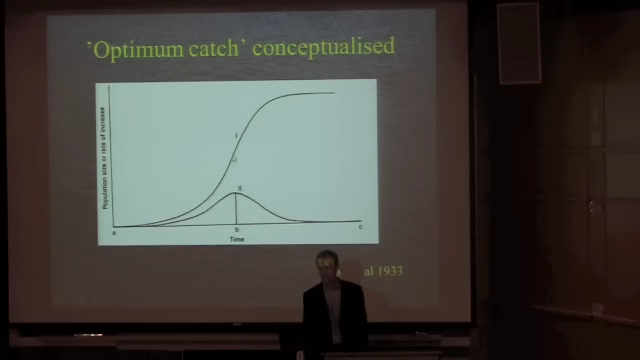 'Optimum catch' conceptualised
Population size or rate of increase
I
II
a
b
c
Time
al 1933